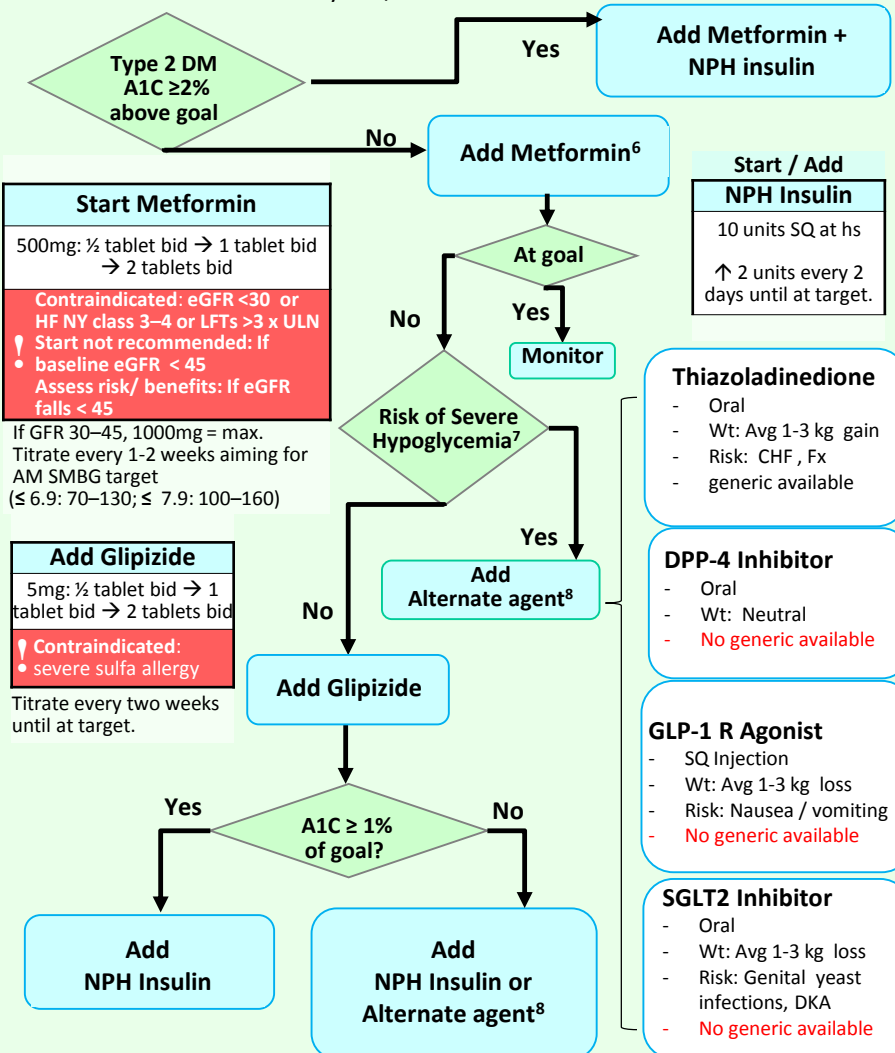 Type 2 DM
A1C ≥2%
above goal
Yes
Add Metformin +
NPH insulin
No
Add Metformin6
Start / Add
NPH Insulin
10 units SQ at hs
↑ 2 units every 2
days until at target.
Start Metformin
500mg: ½ tablet bid → 1 tablet bid
→ 2 tablets bid
Contraindicated: eGFR <30 or
HF NY class 3–4 or LFTs >3 x ULN
! Start not recommended: If
baseline eGFR < 45
Assess risk/ benefits: If eGFR
falls < 45
If GFR 30–45, 1000mg = max.
Titrate every 1-2 weeks aiming for
AM SMBG target
(≤ 6.9: 70–130; ≤ 7.9: 100–160)
At goal
No
Yes
Monitor
Risk of Severe
Hypoglycemia7
Yes
No
Add
Alternate agent8
Thiazoladinedione
- Oral
- Wt: Avg 1-3 kg gain
- Risk: CHF , Fx
- generic available
DPP-4 Inhibitor
- Oral
- Wt: Neutral
- No generic available
GLP-1 R Agonist
- SQ Injection
- Wt: Avg 1-3 kg loss
- Risk: Nausea / vomiting
- No generic available
SGLT2 Inhibitor
- Oral
- Wt: Avg 1-3 kg loss
- Risk: Genital yeast
infections, DKA
- No generic available
Add Glipizide
5mg: ½ tablet bid → 1
tablet bid → 2 tablets bid
! Contraindicated:
severe sulfa allergy
Titrate every two weeks
until at target.
Add Glipizide
Yes
A1C ≥ 1%
of goal?
No
Add
NPH Insulin
Add
NPH Insulin or
Alternate agent8